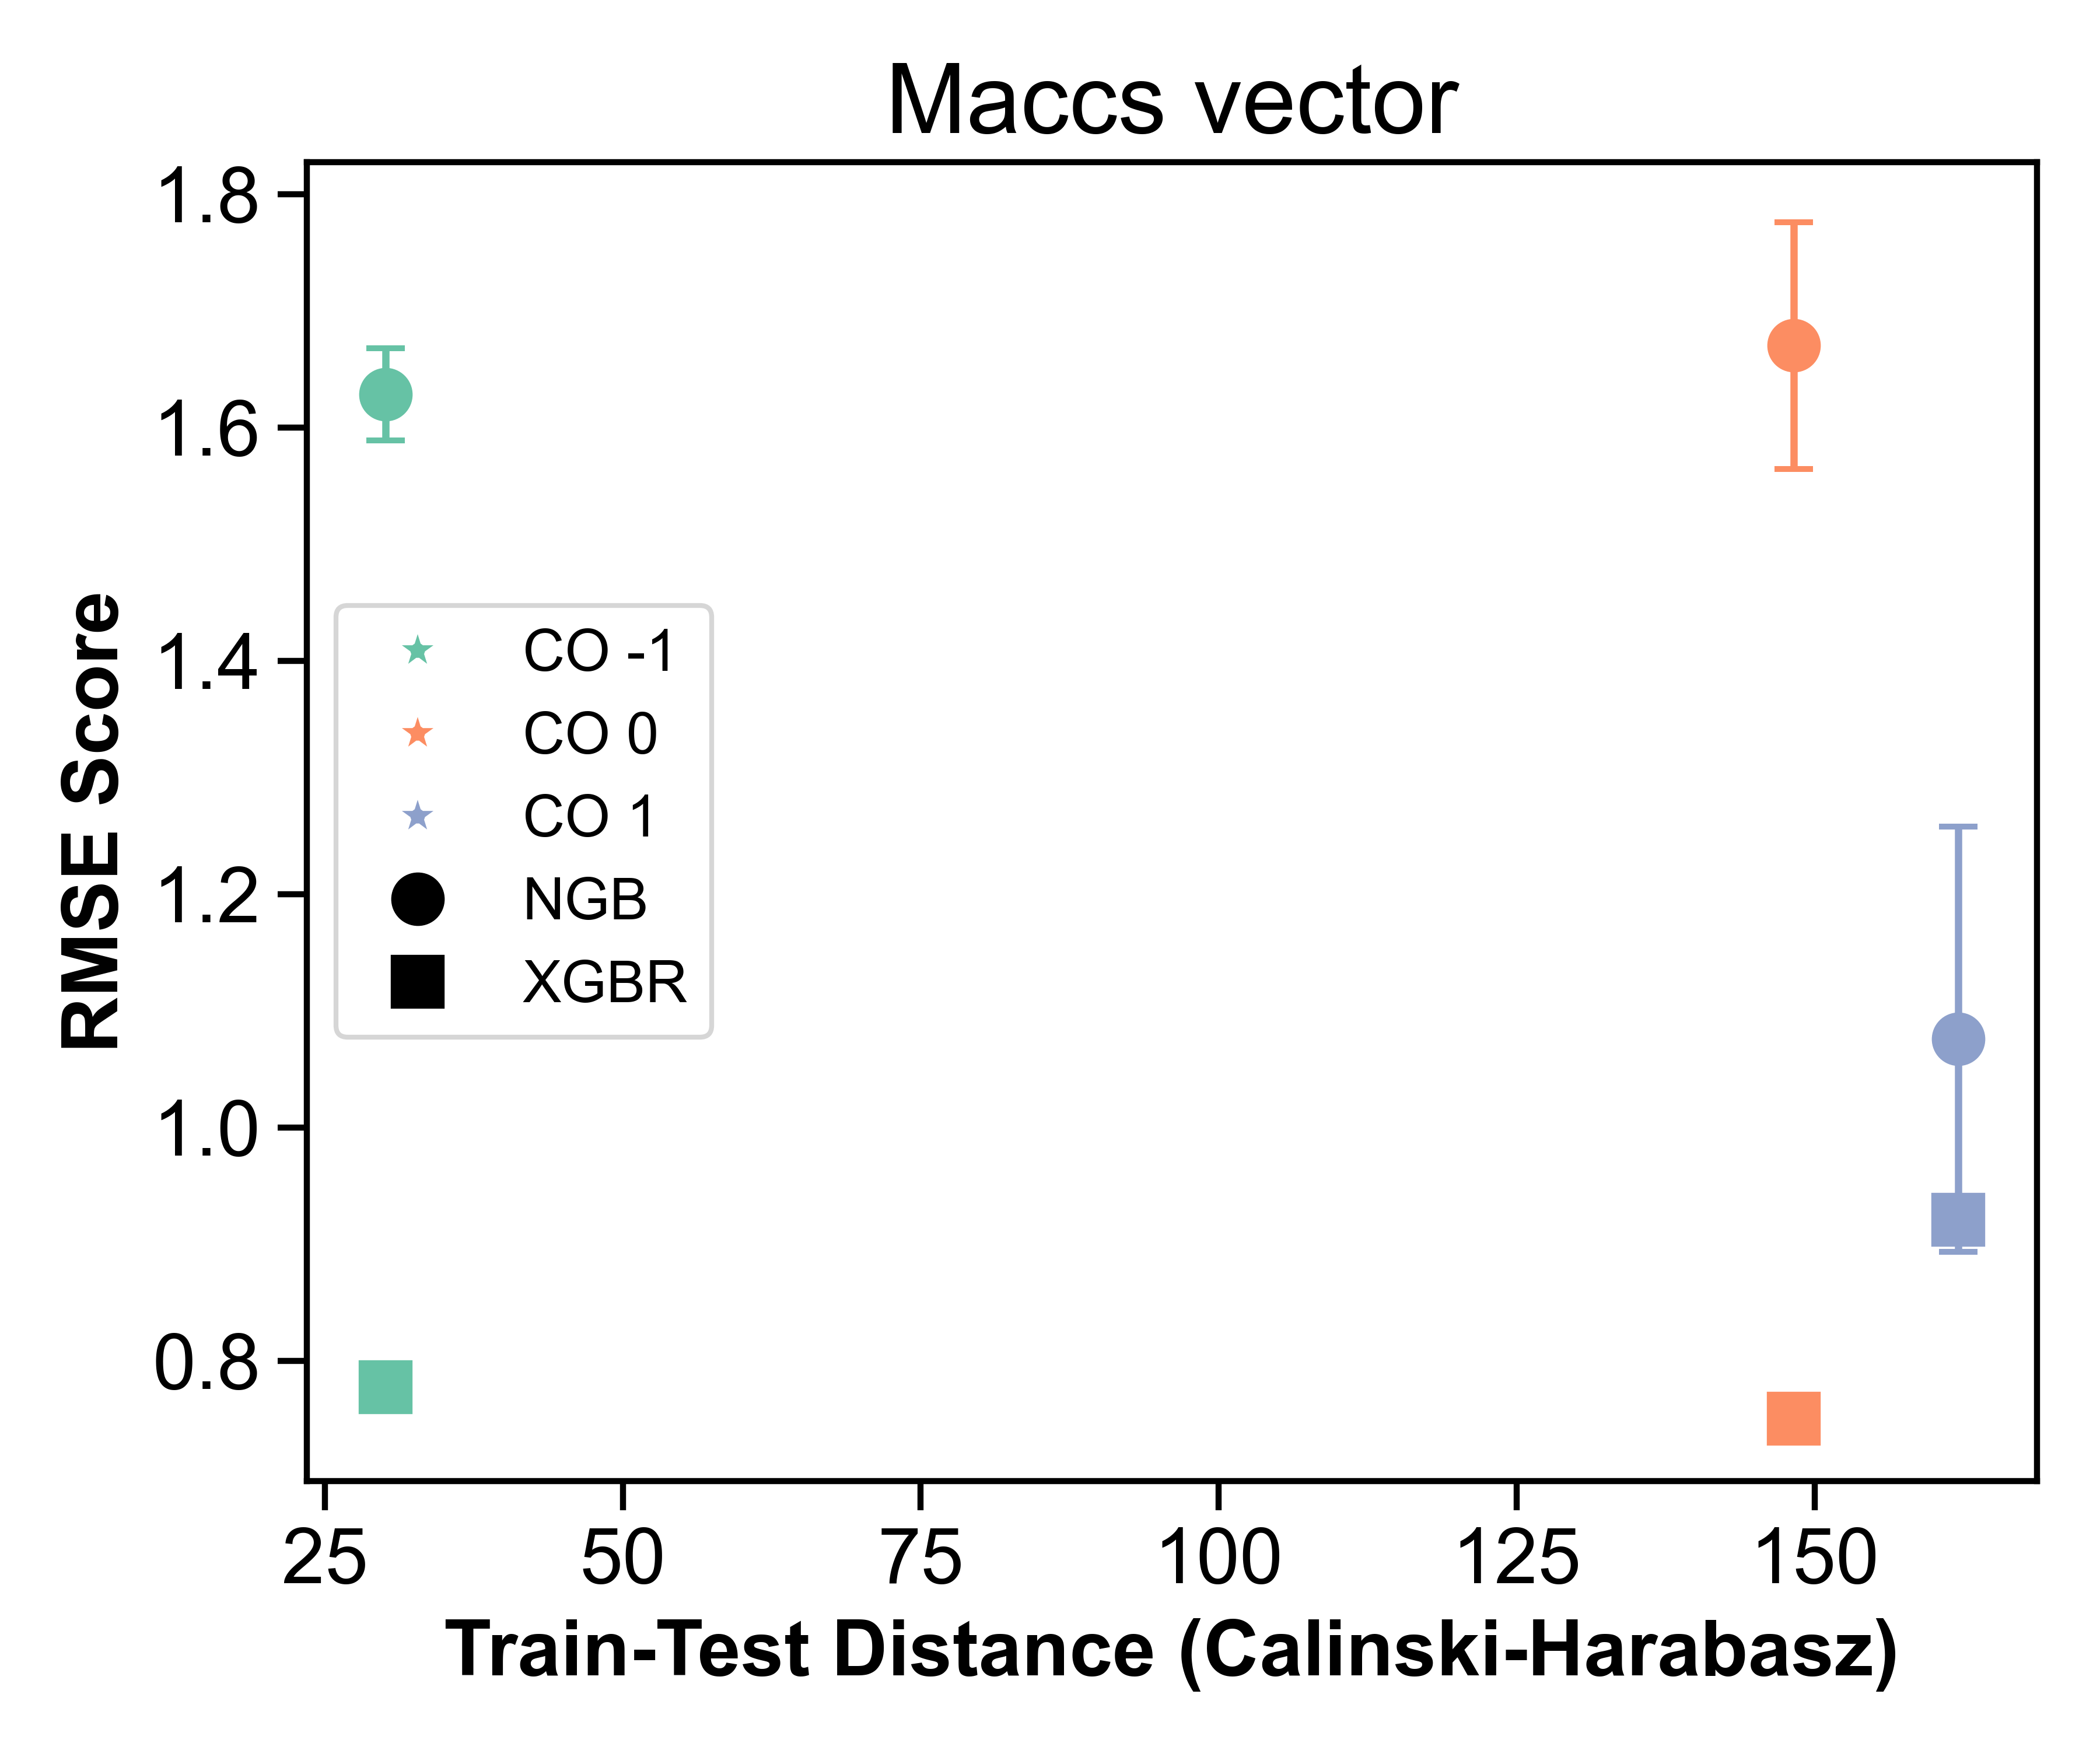 Maccs vector
1.8
1.6
1.4
1.2
1.0
0.8
RMSE Score
CO -1
CO 0
CO 1
NGB
XGBR
25 50 75 100 125 150
Train-Test Distance (Calinski-Harabasz)